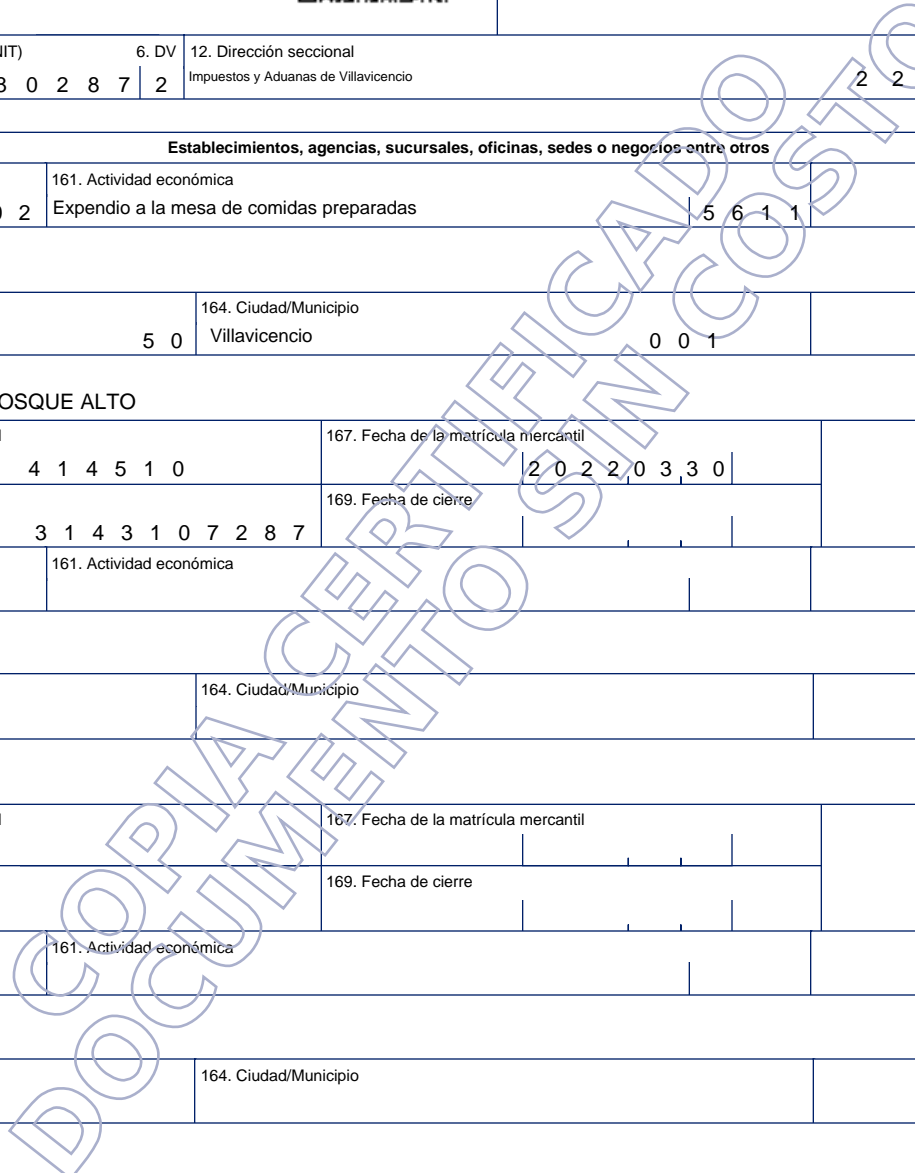 NIT) 6. DV 12. Dirección seccional
3 0 2 8 7 2 Impuestos y Aduanas de Villavicencio 2 2
Establecimientos, agencias, sucursales, oficinas, sedes o negocios entre otros
161. Actividad económica
0 2 Expendio a la mesa de comidas preparadas 5 6 1 1
164. Ciudad/Municipio
5 0 Villavicencio 0 0 1
OSQUE ALTO
167. Fecha de la matrícula mercantil
4 1 4 5 1 0 2 0 2 2 0 3 3 0
169. Fecha de cierre
3 1 4 3 1 0 7 2 8 7
161. Actividad económica
164. Ciudad/Municipio
167. Fecha de la matrícula mercantil
169. Fecha de cierre
161. Actividad económica
164. Ciudad/Municipio
COPIA CERTIFICADO
DOCUMENTO SIN COSTO